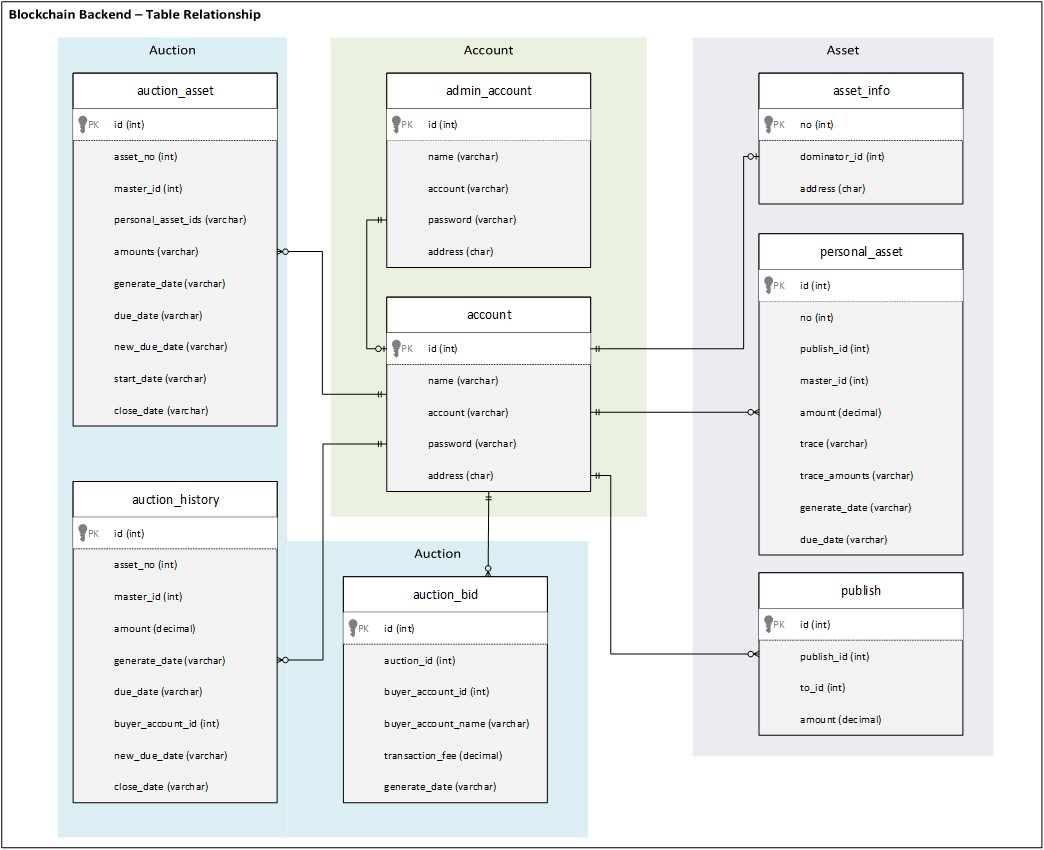 Blockchain Backend – Table Relationship
Auction
auction_asset
PK id (int)
asset_no (int)
master_id (int)
personal_asset_ids (varchar)
amounts (varchar)
generate_date (varchar)
due_date (varchar)
new_due_date (varchar)
start_date (varchar)
close_date (varchar)
auction_history
PK id (int)
asset_no (int)
master_id (int)
amount (decimal)
generate_date (varchar)
due_date (varchar)
buyer_account_id (int)
new_due_date (varchar)
close_date (varchar)
Account
admin_account
PK id (int)
name (varchar)
account (varchar)
password (varchar)
address (char)
account
PK id (int)
name (varchar)
account (varchar)
password (varchar)
address (char)
Auction
auction_bid
PK id (int)
auction_id (int)
buyer_account_id (int)
buyer_account_name (varchar)
transaction_fee (decimal)
generate_date (varchar)
Asset
asset_info
PK no (int)
dominator_id (int)
address (char)
personal_asset
PK id (int)
no (int)
publish_id (int)
master_id (int)
amount (decimal)
trace (varchar)
trace_amounts (varchar)
generate_date (varchar)
due_date (varchar)
publish
PK id (int)
publish_id (int)
to_id (int)
amount (decimal)